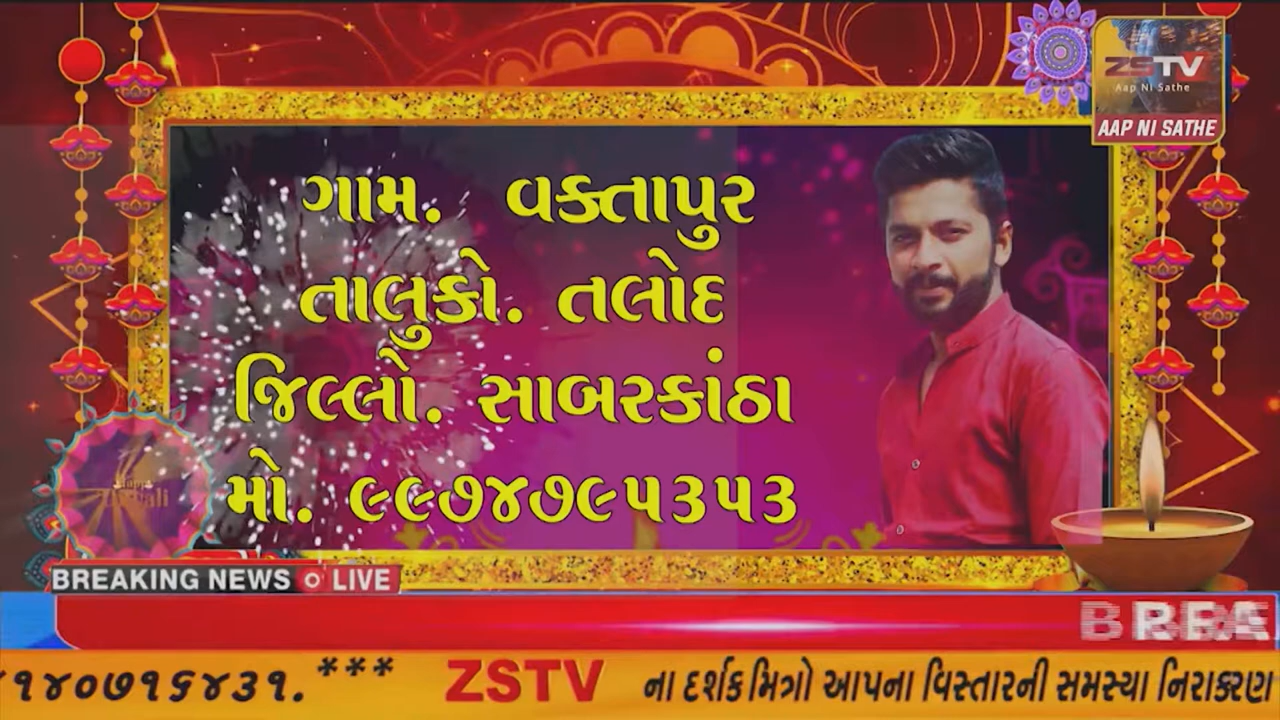 ZSTV
Aap Ni Sathe
AAP NI SATHE
ગામ. વક્તાપુર
તાલુકો. તલોદ
જિલ્લો. સાબરકાંઠા
મો. ૯૯૭૪૭૯૫૩૫૩
BREAKING NEWS LIVE
૧૪૦૭૧૬૪૩૧. *** ZSTV ના દર્શક મિત્રો આપના વિસ્તારની સમસ્યા નિરાકરણ